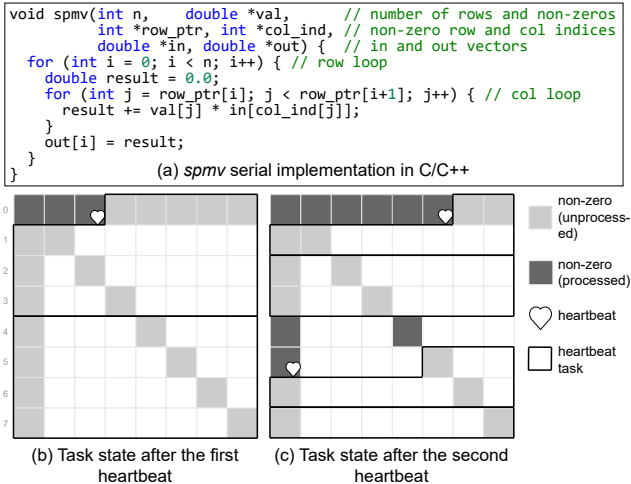 void spmv(int n,    double *val,       // number of rows and non-zeros
          int *row_ptr, int *col_ind, // non-zero row and col indices
          double *in, double *out) {  // in and out vectors
  for (int i = 0; i < n; i++) { // row loop
    double result = 0.0;
    for (int j = row_ptr[i]; j < row_ptr[i+1]; j++) { // col loop
      result += val[j] * in[col_ind[j]];
    }
    out[i] = result;
  }
}
(a) spmv serial implementation in C/C++
0
1
2
3
4
5
6
7
non-zero
(unprocess-
ed)
non-zero
(processed)
heartbeat
heartbeat
task
(b) Task state after the first
heartbeat
(c) Task state after the second
heartbeat